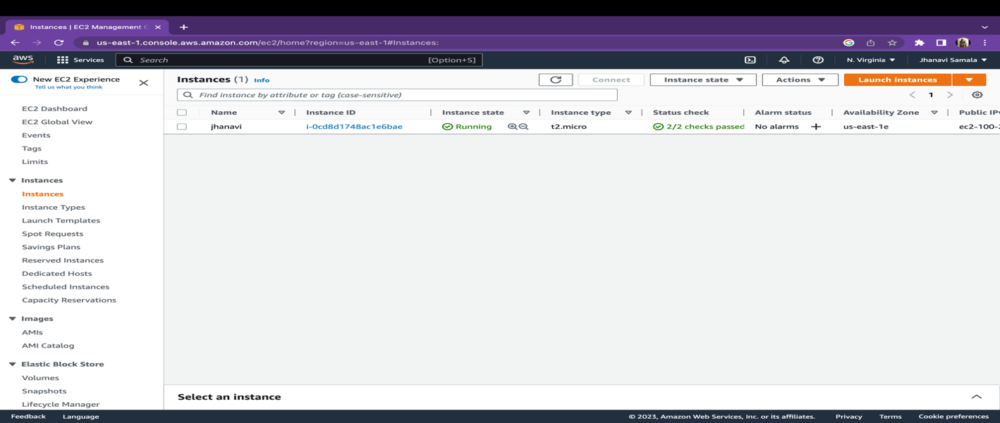 Instances | EC2 Management C
us-east-1.console.aws.amazon.com/ec2/home?region=us-east-1#Instances:
aws Services Search [Option+S] N. Virginia Jhanavi Samala
New EC2 Experience
Tell us what you think
EC2 Dashboard
EC2 Global View
Events
Tags
Limits
Instances
Instances
Instance Types
Launch Templates
Spot Requests
Savings Plans
Reserved Instances
Dedicated Hosts
Scheduled Instances
Capacity Reservations
Images
AMIs
AMI Catalog
Elastic Block Store
Volumes
Snapshots
Lifecycle Manager
Instances (1) Info Connect Instance state Actions Launch instances
Find instance by attribute or tag (case-sensitive) 1
Name Instance ID Instance state Instance type Status check Alarm status Availability Zone Public IPv
jhanavi i-0cd8d1748ac1e6bae Running t2.micro 2/2 checks passed No alarms us-east-1e ec2-100-2
Select an instance
Feedback Language © 2023, Amazon Web Services, Inc. or its affiliates. Privacy Terms Cookie preferences